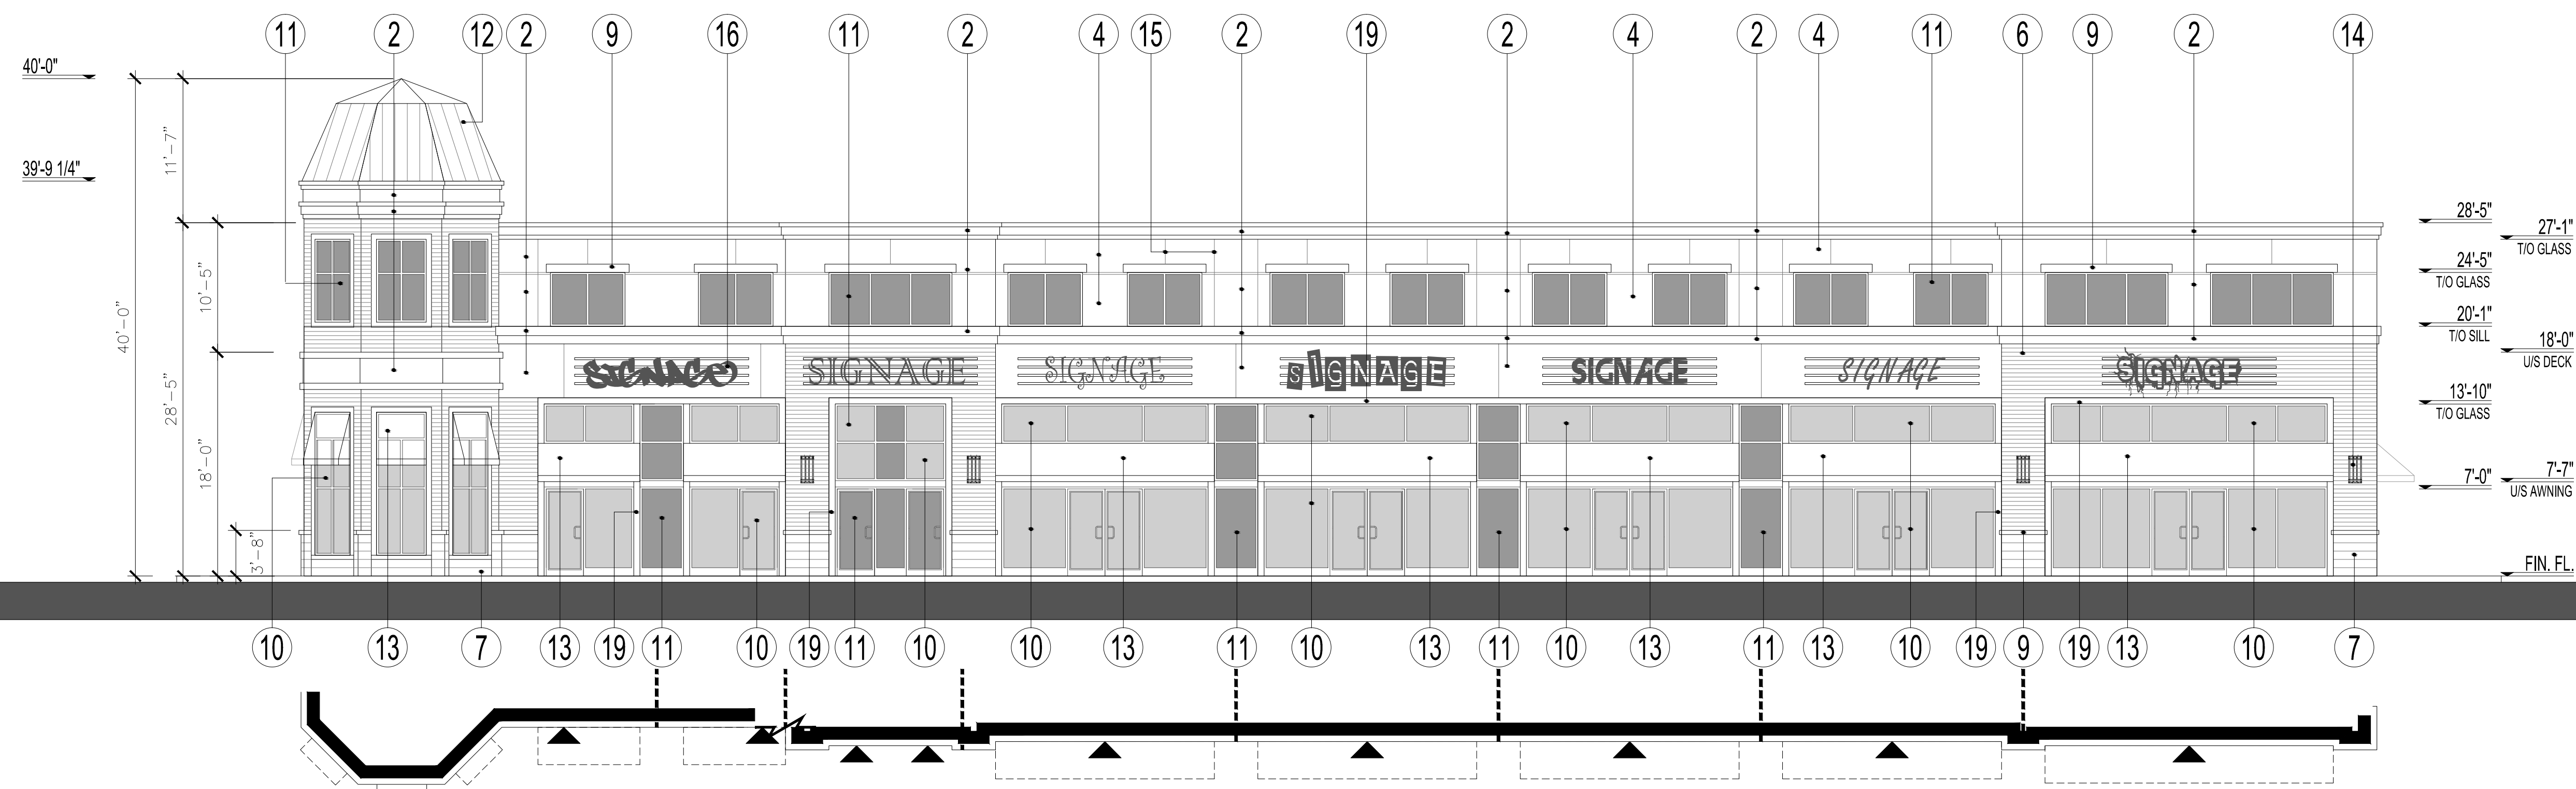 11 2 12 2 9 16 11 2 4 15 2 19 2 4 2 4 11 6 9 2 14
40'-0"
39'-9 1/4"
11'-7"
10'-5"
40'-0"
28'-5"
18'-0"
3'-8"
28'-5"
27'-1"
T/O GLASS
24'-5"
T/O GLASS
20'-1"
T/O SILL
18'-0"
U/S DECK
13'-10"
T/O GLASS
7'-0"
7'-7"
U/S AWNING
FIN. FL.
SIGNAGE SIGNAGE SIGNAGE SIGNAGE SIGNAGE SIGNAGE SIGNAGE
10 13 7 13 19 11 10 19 11 10 10 13 11 10 13 11 10 13 11 13 10 19 9 19 13 10 7